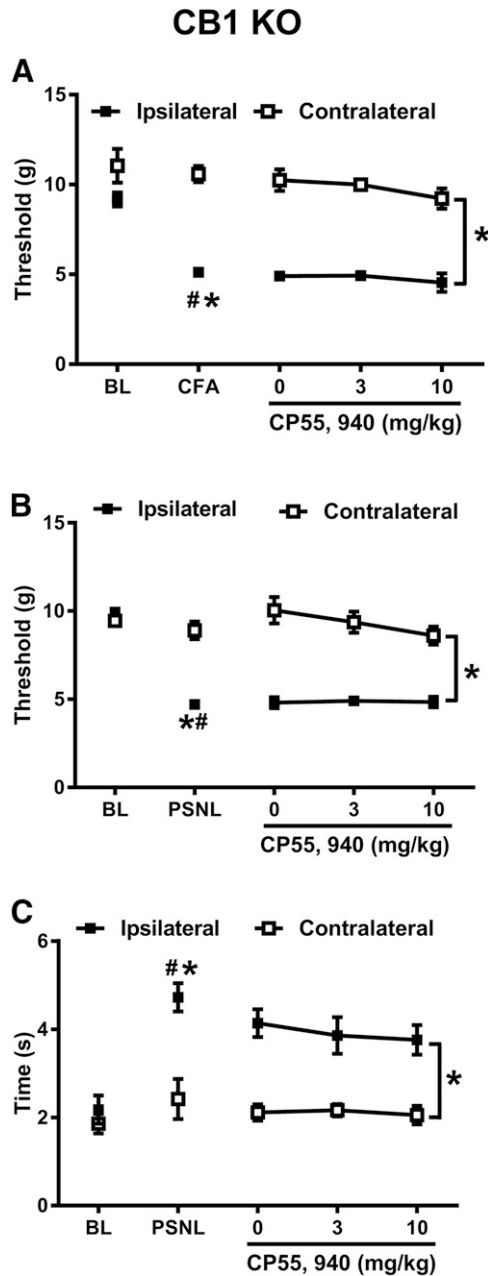 CB1 KO
A
Ipsilateral Contralateral
15
10
5
0
Threshold (g)
#*
*
BL CFA 0 3 10
CP55, 940 (mg/kg)
B
Ipsilateral Contralateral
15
10
5
0
Threshold (g)
*#
*
BL PSNL 0 3 10
CP55, 940 (mg/kg)
C
Ipsilateral Contralateral
6
4
2
0
Time (s)
#*
*
BL PSNL 0 3 10
CP55, 940 (mg/kg)